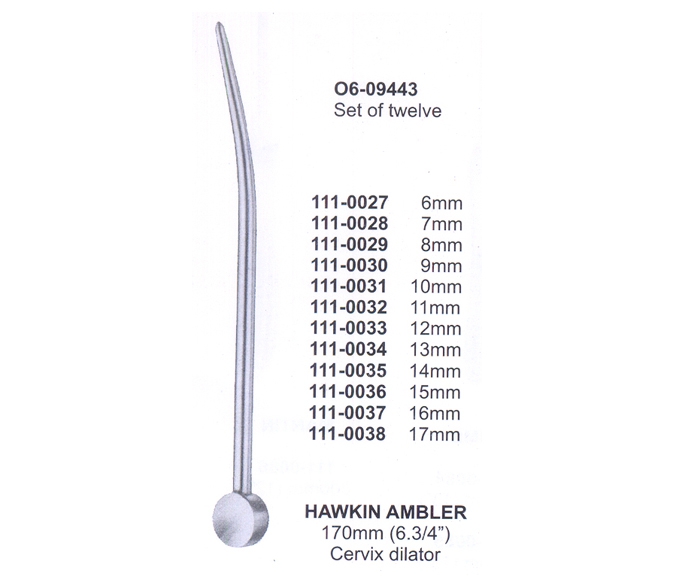 O6-09443
Set of twelve
111-0027 6mm
111-0028 7mm
111-0029 8mm
111-0030 9mm
111-0031 10mm
111-0032 11mm
111-0033 12mm
111-0034 13mm
111-0035 14mm
111-0036 15mm
111-0037 16mm
111-0038 17mm
HAWKIN AMBLER
170mm (6.3/4”)
Cervix dilator